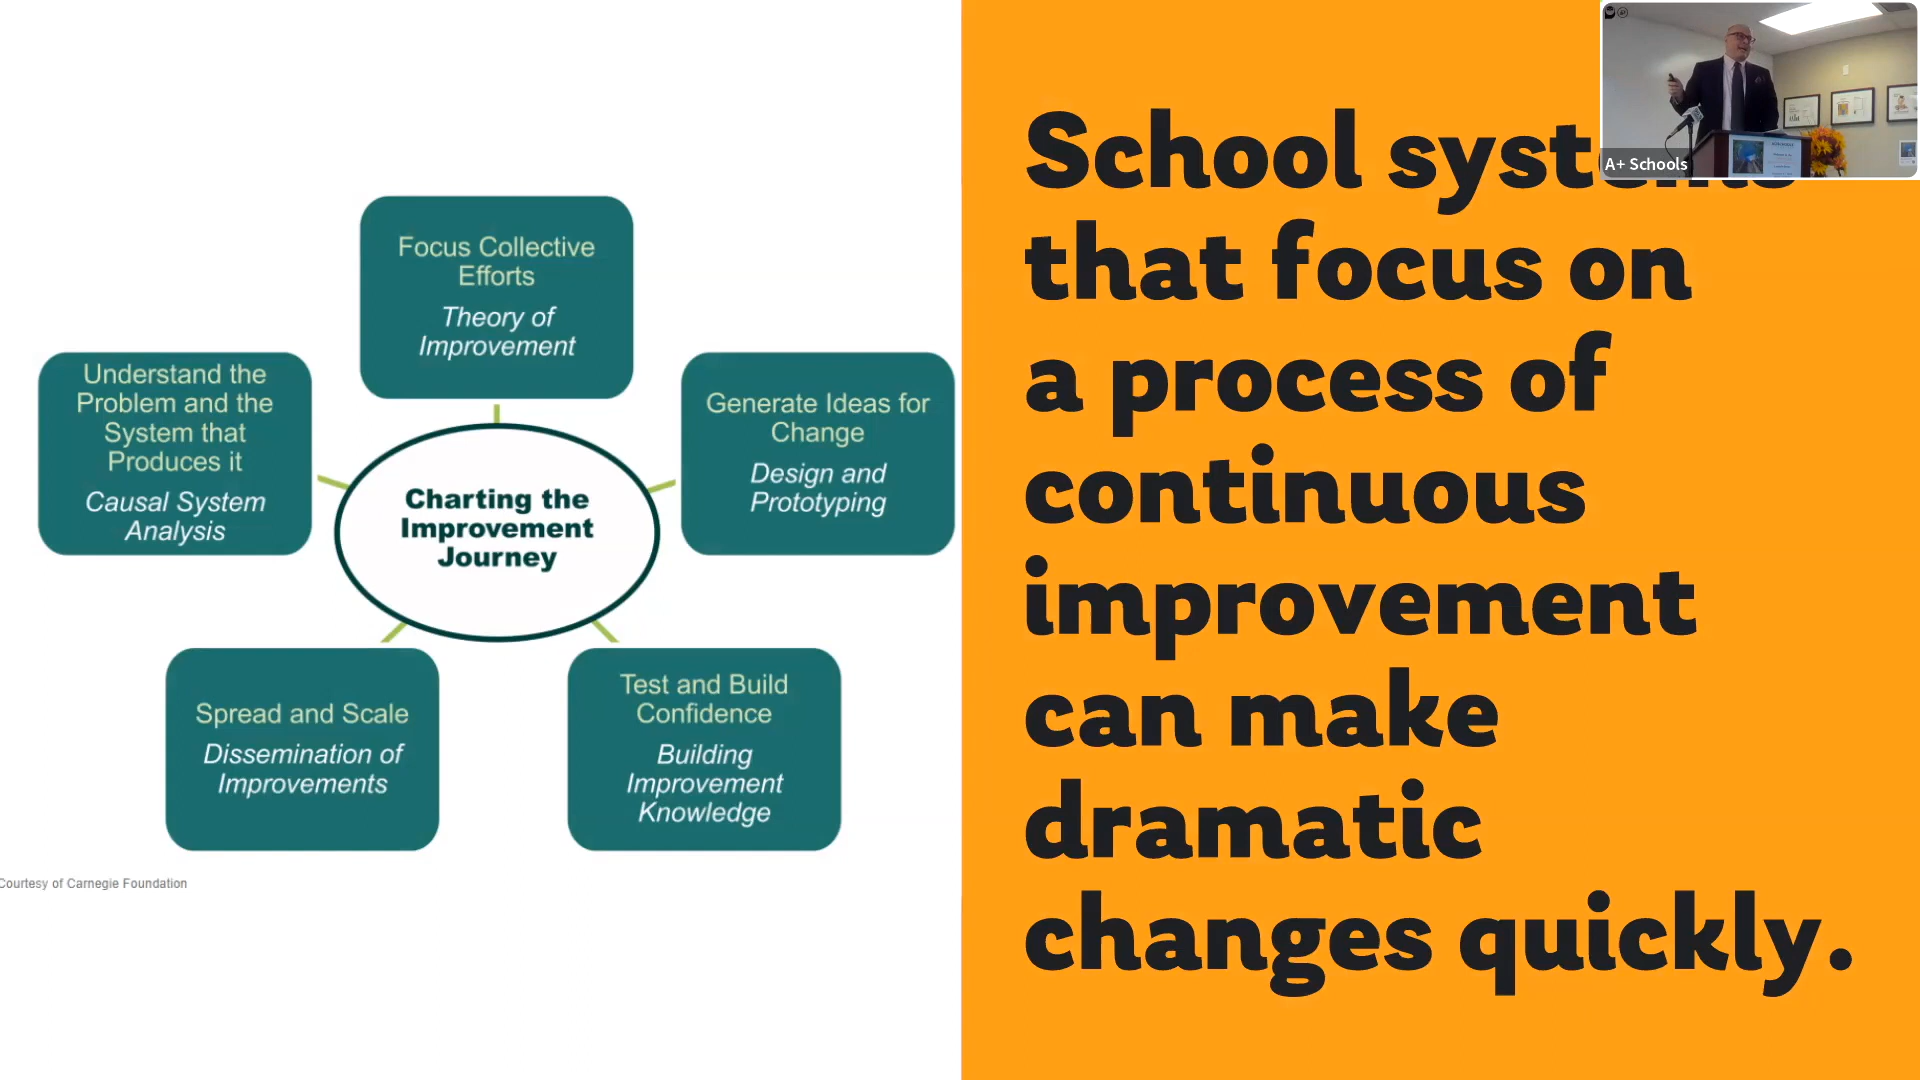 Focus Collective
Efforts
Theory of
Improvement
Understand the
Problem and the
System that
Produces it
Causal System
Analysis
Generate Ideas for
Change
Design and
Prototyping
Charting the
Improvement
Journey
Spread and Scale
Dissemination of
Improvements
Test and Build
Confidence
Building
Improvement
Knowledge
Courtesy of Carnegie Foundation
School systems
that focus on
a process of
continuous
improvement
can make
dramatic
changes quickly.
A+ Schools